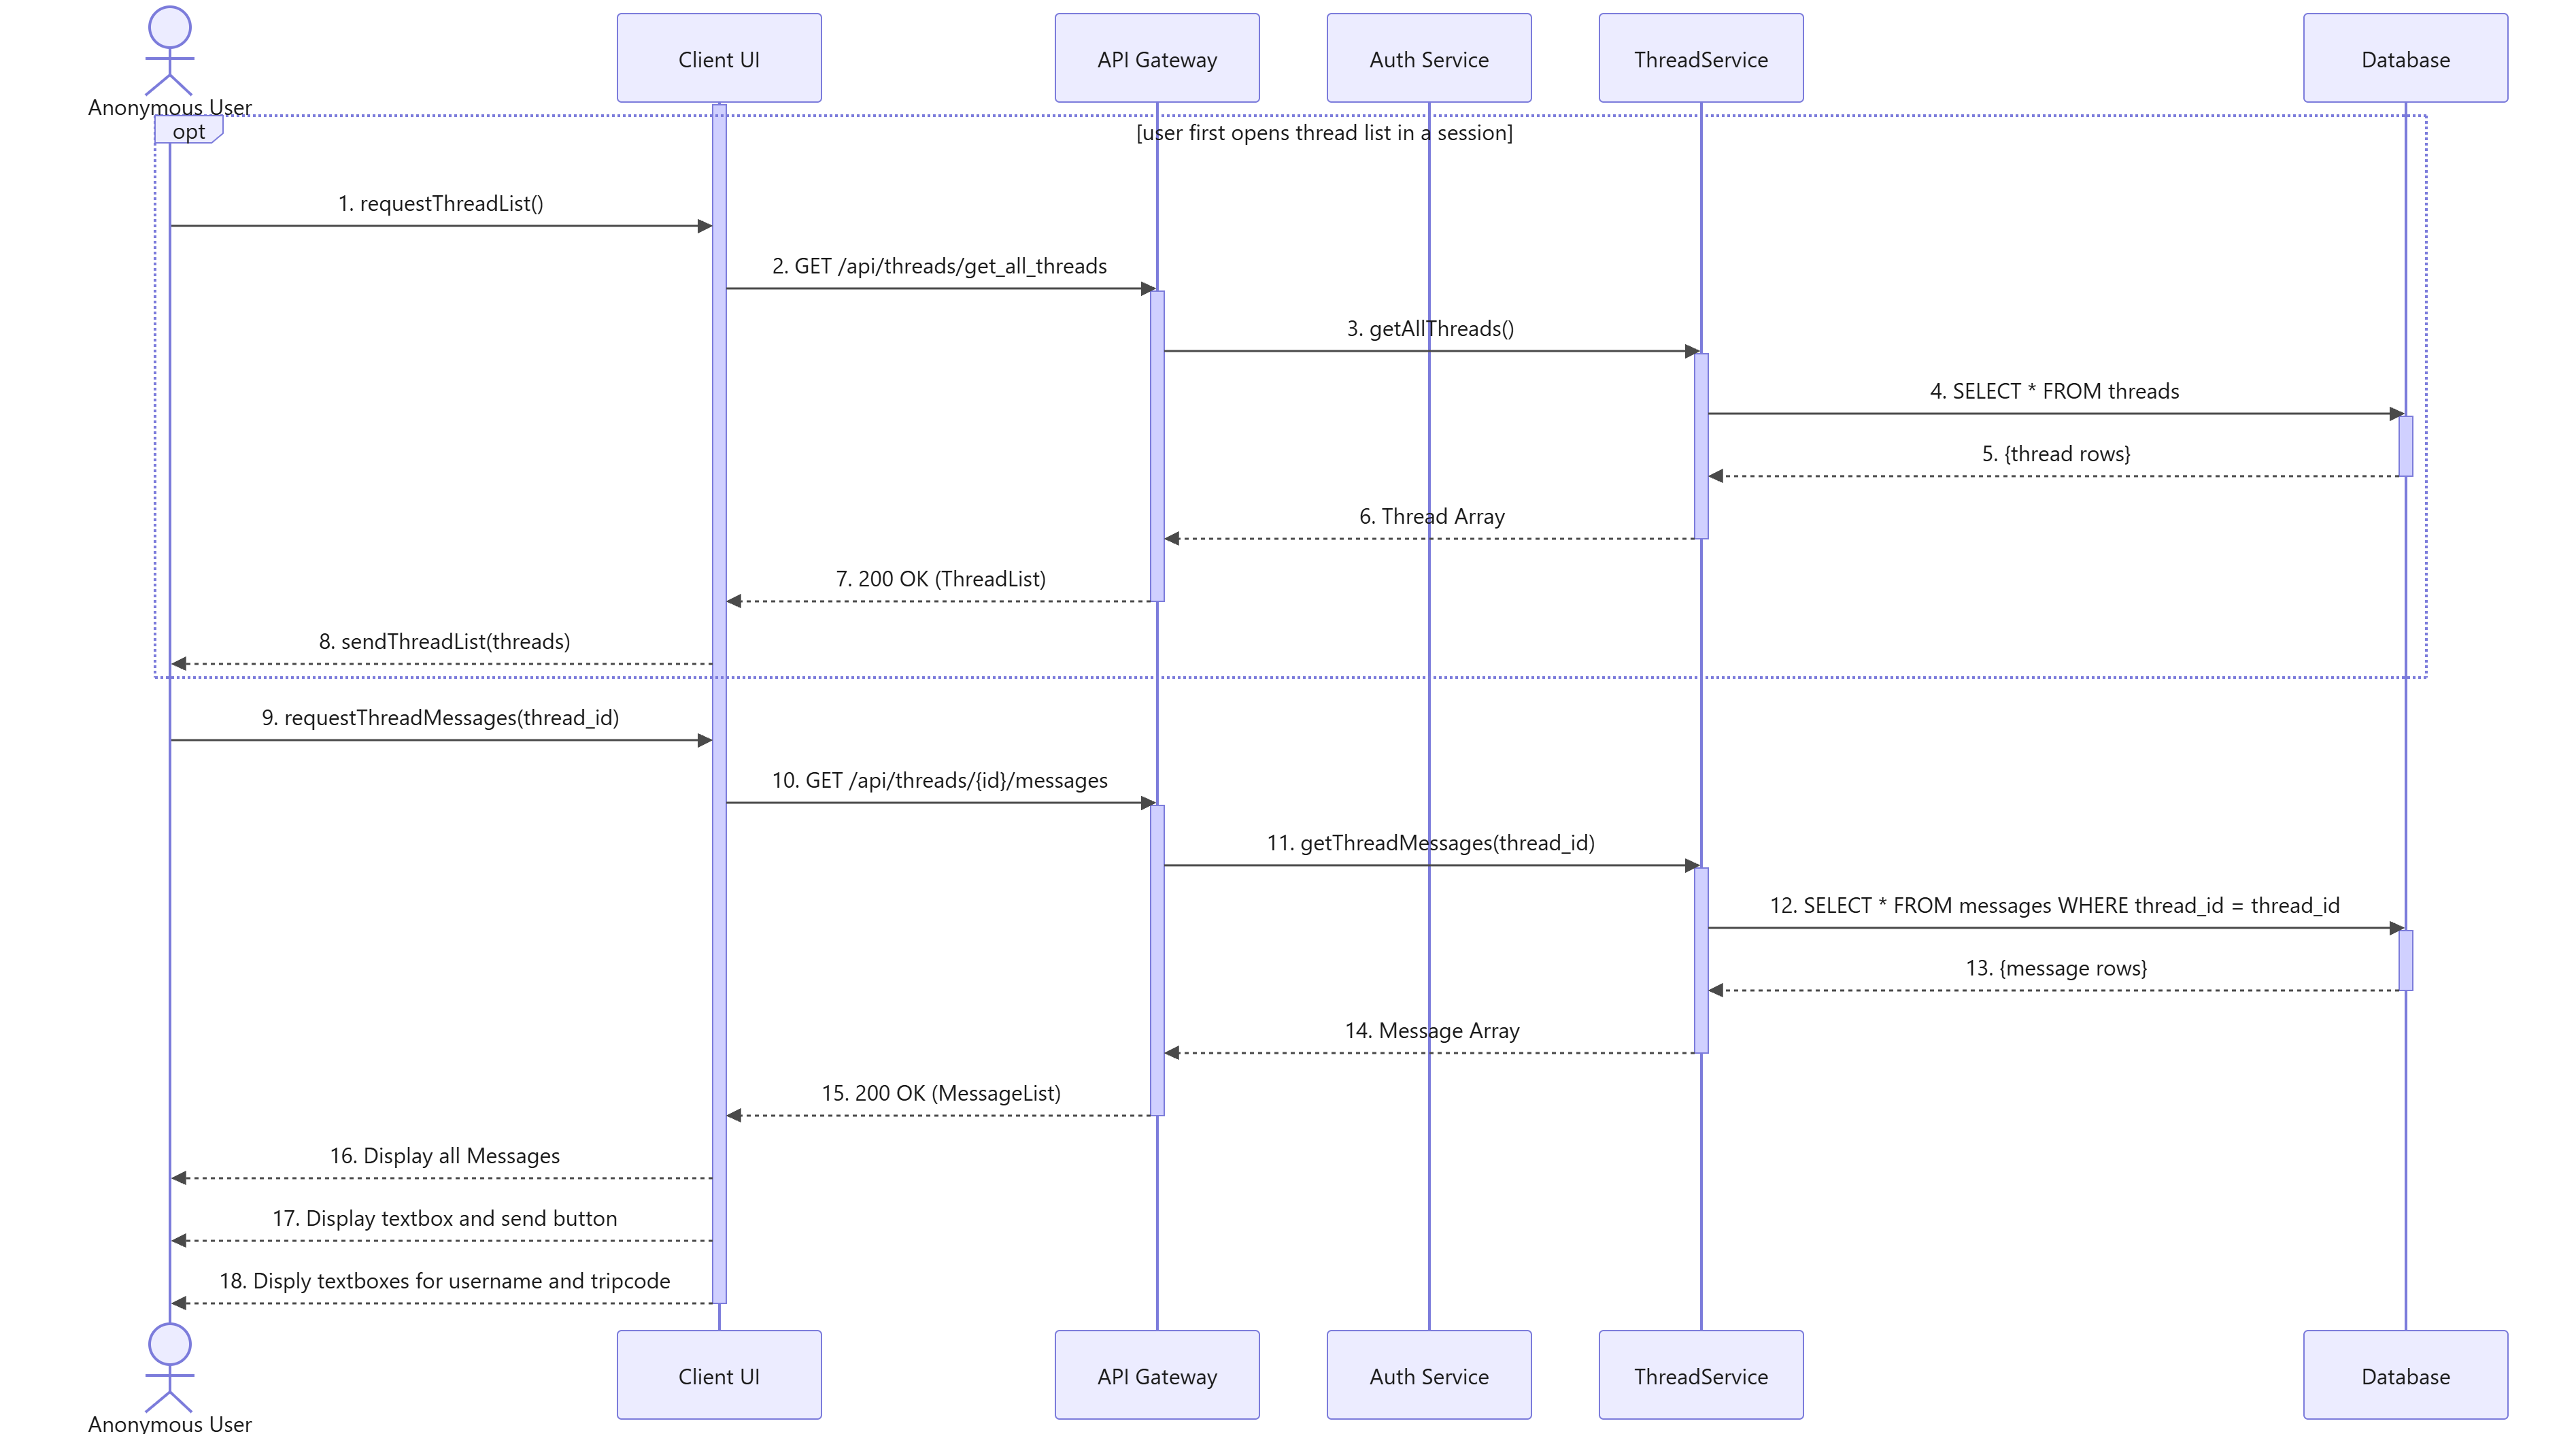 Anonymous User
Client UI
API Gateway
Auth Service
ThreadService
Database
opt
[user first opens thread list in a session]
1. requestThreadList()
2. GET /api/threads/get_all_threads
3. getAllThreads()
4. SELECT * FROM threads
5. {thread rows}
6. Thread Array
7. 200 OK (ThreadList)
8. sendThreadList(threads)
9. requestThreadMessages(thread_id)
10. GET /api/threads/{id}/messages
11. getThreadMessages(thread_id)
12. SELECT * FROM messages WHERE thread_id = thread_id
13. {message rows}
14. Message Array
15. 200 OK (MessageList)
16. Display all Messages
17. Display textbox and send button
18. Disply textboxes for username and tripcode
Anonymous User
Client UI
API Gateway
Auth Service
ThreadService
Database